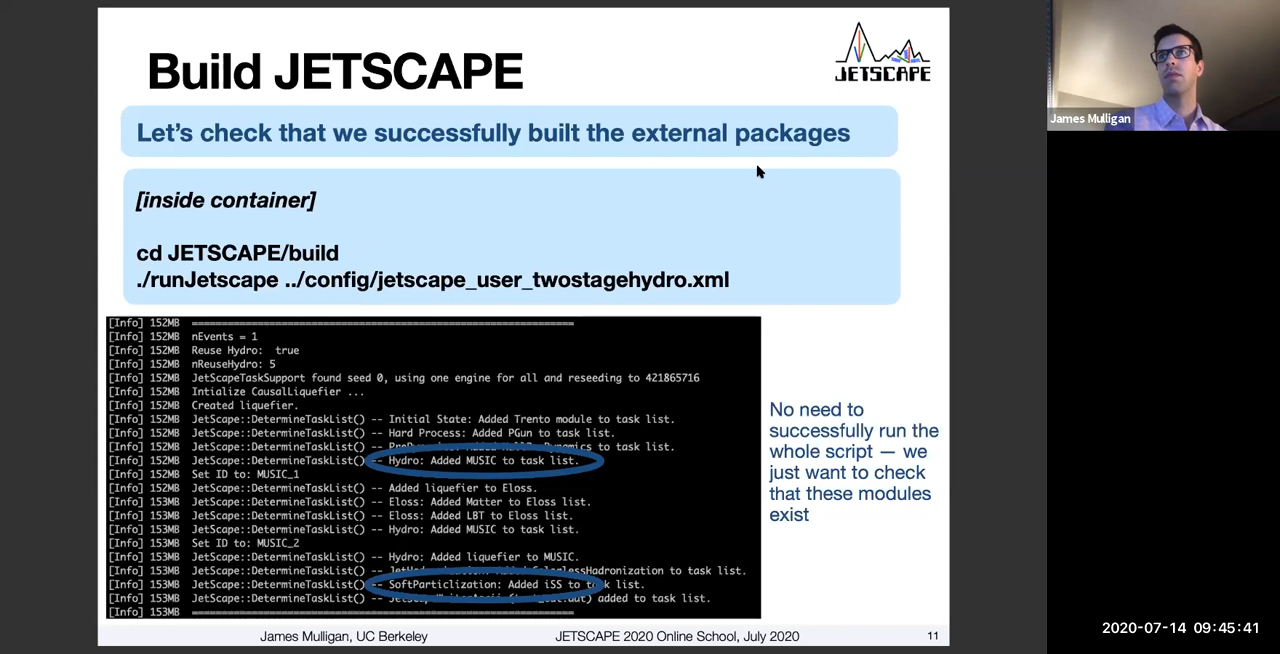 Build JETSCAPE
JETSCAPE
Let's check that we successfully built the external packages
[inside container]
cd JETSCAPE/build
./runJetscape ../config/jetscape_user_twostagehydro.xml
[Info] 152MB ================================================================
[Info] 152MB nEvents = 1
[Info] 152MB Reuse Hydro: true
[Info] 152MB nReuseHydro: 5
[Info] 152MB JetScapeTaskSupport found seed 0, using one engine for all and reseeding to 421865716
[Info] 152MB Intialize CausalLiquefier ...
[Info] 152MB Created liquefier.
[Info] 152MB JetScape::DetermineTaskList() -- Initial State: Added Trento module to task list.
[Info] 152MB JetScape::DetermineTaskList() -- Hard Process: Added PGun to task list.
[Info] 152MB JetScape::DetermineTaskList() -- to task list.
[Info] 152MB JetScape::DetermineTaskList() -- Hydro: Added MUSIC to task list.
[Info] 152MB Set ID to: MUSIC_1
[Info] 152MB JetScape::DetermineTaskList() -- Added liquefier to Eloss.
[Info] 153MB JetScape::DetermineTaskList() -- Eloss: Added Matter to Eloss list.
[Info] 153MB JetScape::DetermineTaskList() -- Eloss: Added LBT to Eloss list.
[Info] 153MB JetScape::DetermineTaskList() -- Hydro: Added MUSIC to task list.
[Info] 153MB Set ID to: MUSIC_2
[Info] 153MB JetScape::DetermineTaskList() -- Hydro: Added liquefier to MUSIC.
[Info] 153MB JetScape::DetermineTaskList() -- to task list.
[Info] 153MB JetScape::DetermineTaskList() -- SoftParticlization: Added iSS to task list.
[Info] 153MB JetScape::DetermineTaskList() -- added to task list.
[Info] 153MB ================================================================
No need to
successfully run the
whole script — we
just want to check
that these modules
exist
James Mulligan, UC Berkeley
JETSCAPE 2020 Online School, July 2020
11
James Mulligan
2020-07-14 09:45:41